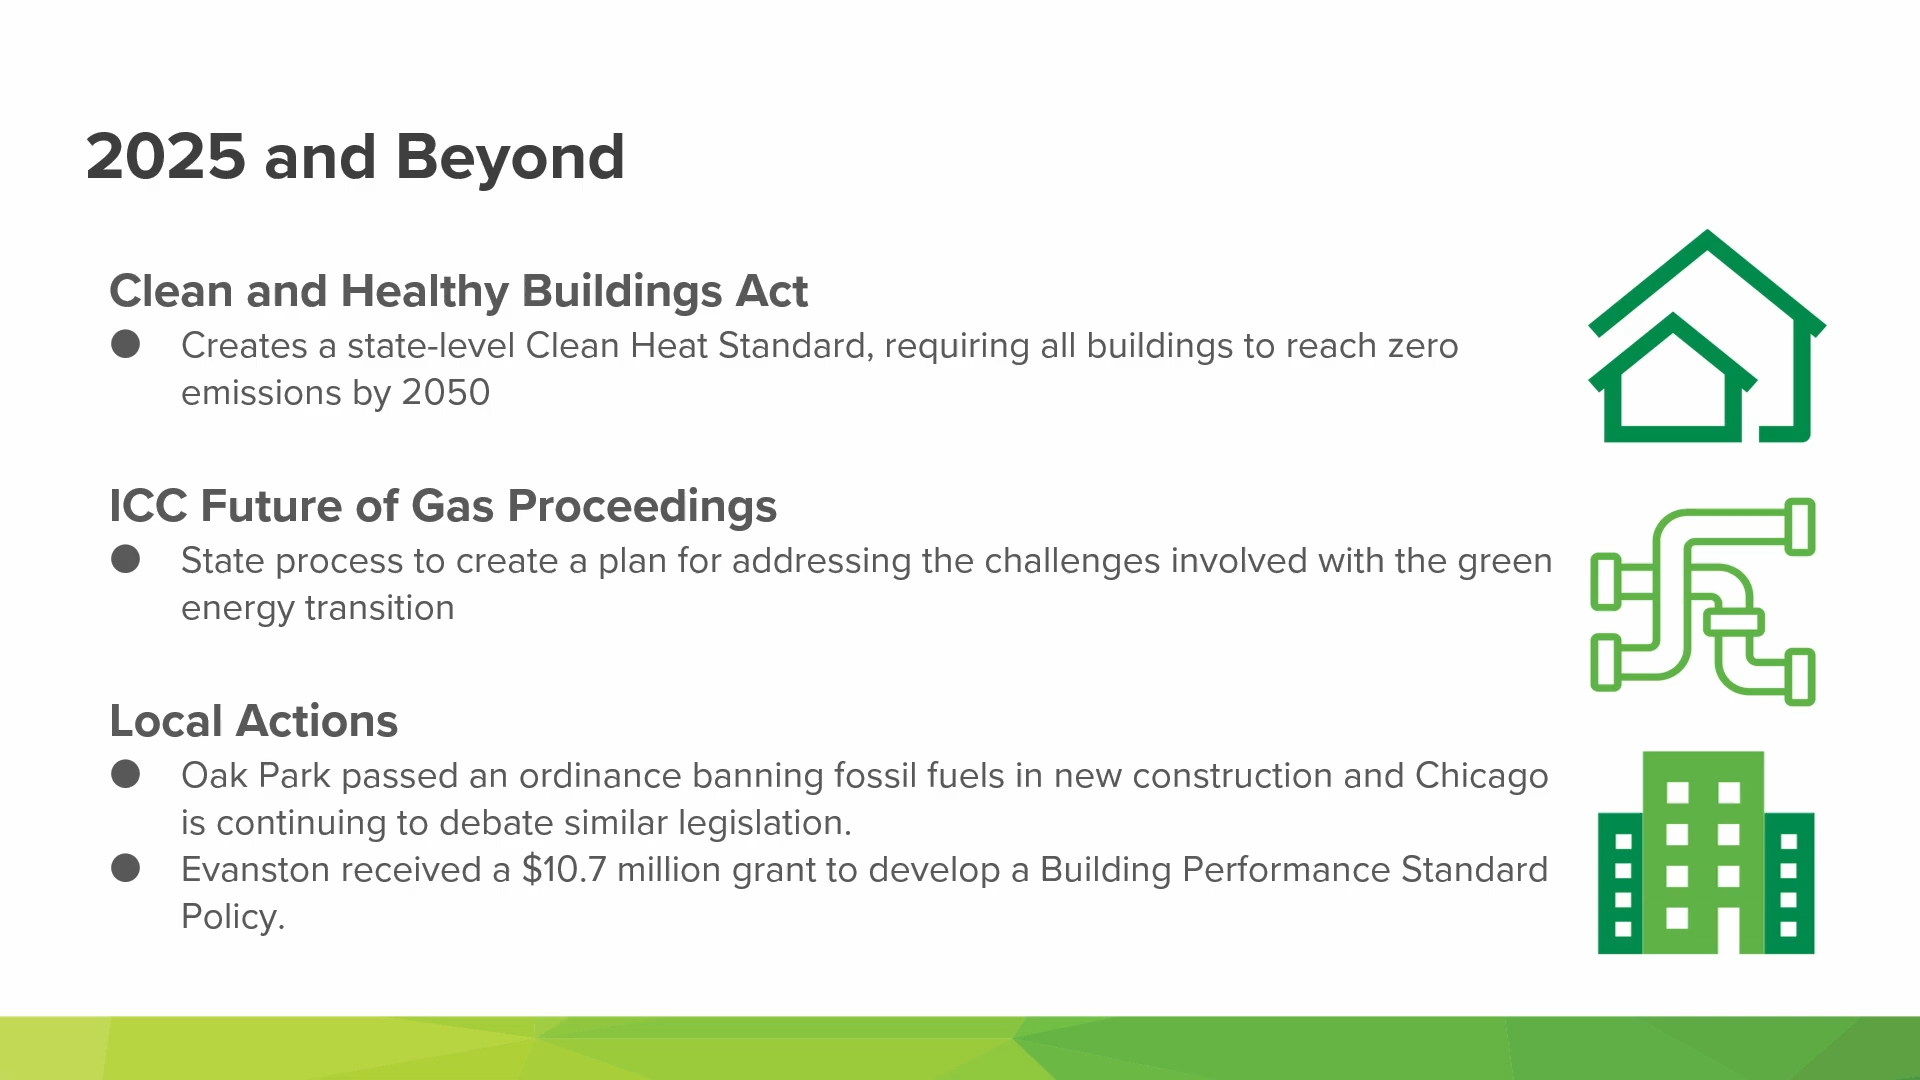 2025 and Beyond
Clean and Healthy Buildings Act
● Creates a state-level Clean Heat Standard, requiring all buildings to reach zero
emissions by 2050
ICC Future of Gas Proceedings
● State process to create a plan for addressing the challenges involved with the green
energy transition
Local Actions
● Oak Park passed an ordinance banning fossil fuels in new construction and Chicago
is continuing to debate similar legislation.
● Evanston received a $10.7 million grant to develop a Building Performance Standard
Policy.